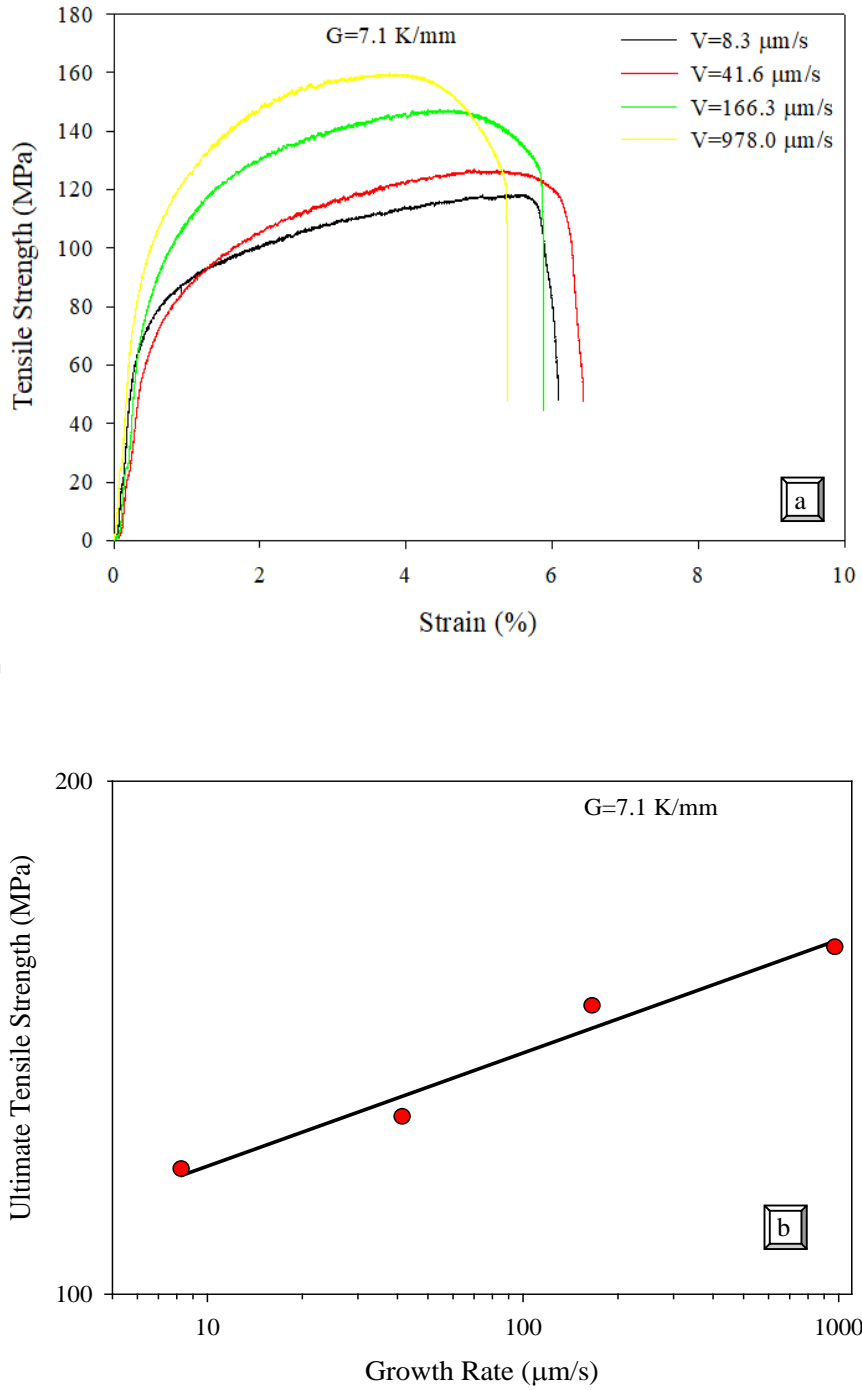 180
160
140
120
100
80
60
40
20
0
Tensile Strength (MPa)
G=7.1 K/mm
V=8.3 μm/s
V=41.6 μm/s
V=166.3 μm/s
V=978.0 μm/s
a
0 2 4 6 8 10
Strain (%)
200
100
Ultimate Tensile Strength (MPa)
G=7.1 K/mm
b
10 100 1000
Growth Rate (μm/s)